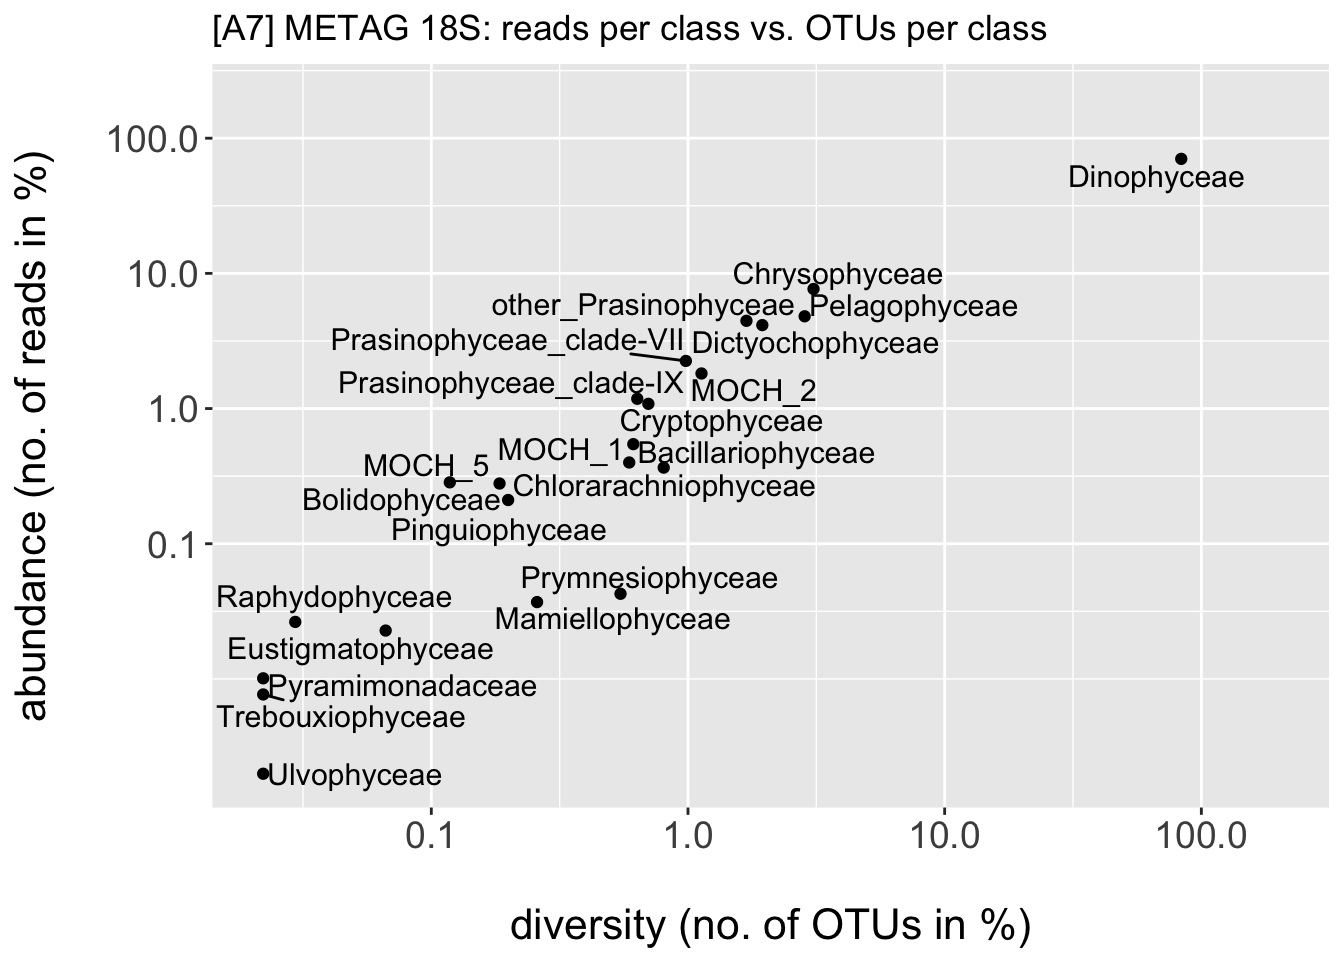 [A7] METAG 18S: reads per class vs. OTUs per class
abundance (no. of reads in %)
100.0
10.0
1.0
0.1
Dinophyceae
Chrysophyceae
other_Prasinophyceae
Pelagophyceae
Prasinophyceae_clade-VII
Dictyochophyceae
Prasinophyceae_clade-IX
MOCH_2
Cryptophyceae
MOCH_1
Bacillariophyceae
MOCH_5
Chlorarachniophyceae
Bolidophyceae
Pinguiophyceae
Prymnesiophyceae
Raphydophyceae
Mamiellophyceae
Eustigmatophyceae
Pyramimonadaceae
Trebouxiophyceae
Ulvophyceae
0.1
1.0
10.0
100.0
diversity (no. of OTUs in %)